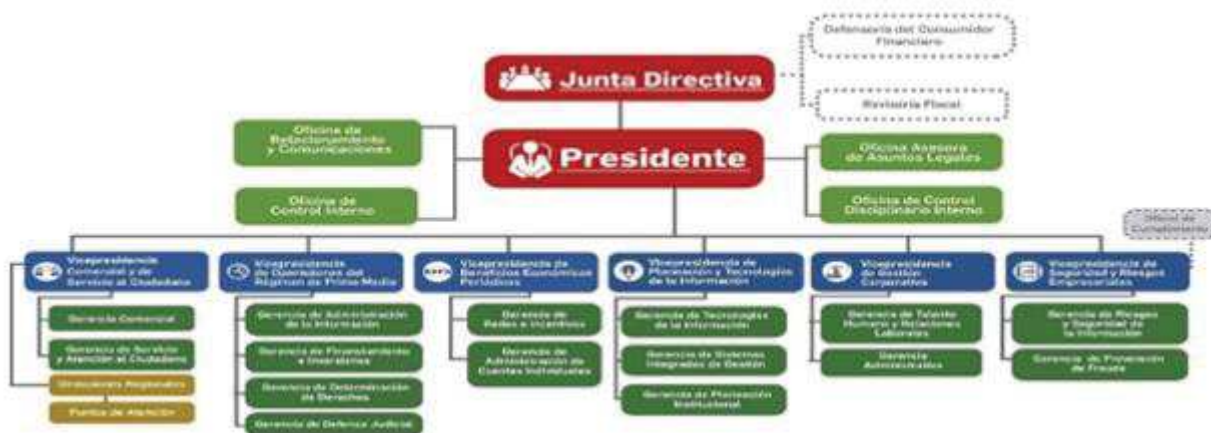 Defensoría del Consumidor
Financiero
Junta Directiva
Revisoría Fiscal
Oficina de
Relacionamiento
y Comunicaciones
Presidente
Oficina Asesora
de Asuntos Legales
Oficina de
Control Interno
Oficina de Control
Disciplinario Interno
Oficial de
Cumplimiento
Vicepresidencia
Comercial y de
Servicio al Ciudadano
Gerencia Comercial
Gerencia de Servicio
y Atención al Ciudadano
Direcciones Regionales
Puntos de Atención
Vicepresidencia
de Operaciones del
Régimen de Prima Media
Gerencia de Administración
de la Información
Gerencia de Financiamiento
e Inversiones
Gerencia de Determinación
de Derechos
Gerencia de Defensa Judicial
Vicepresidencia de
Beneficios Económicos
Periódicos
Gerencia de
Redes e Incentivos
Gerencia de
Administración de
Cuentas Individuales
Vicepresidencia de
Planeación y Tecnologías
de la Información
Gerencia de Tecnologías
de la Información
Gerencia de Sistemas
Integrados de Gestión
Gerencia de Planeación
Institucional
Vicepresidencia
de Gestión
Corporativa
Gerencia de Talento
Humano y Relaciones
Laborales
Gerencia
Administrativa
Vicepresidencia de
Seguridad y Riesgos
Empresariales
Gerencia de Riesgos
y Seguridad de
la Información
Gerencia de Prevención
de Fraude